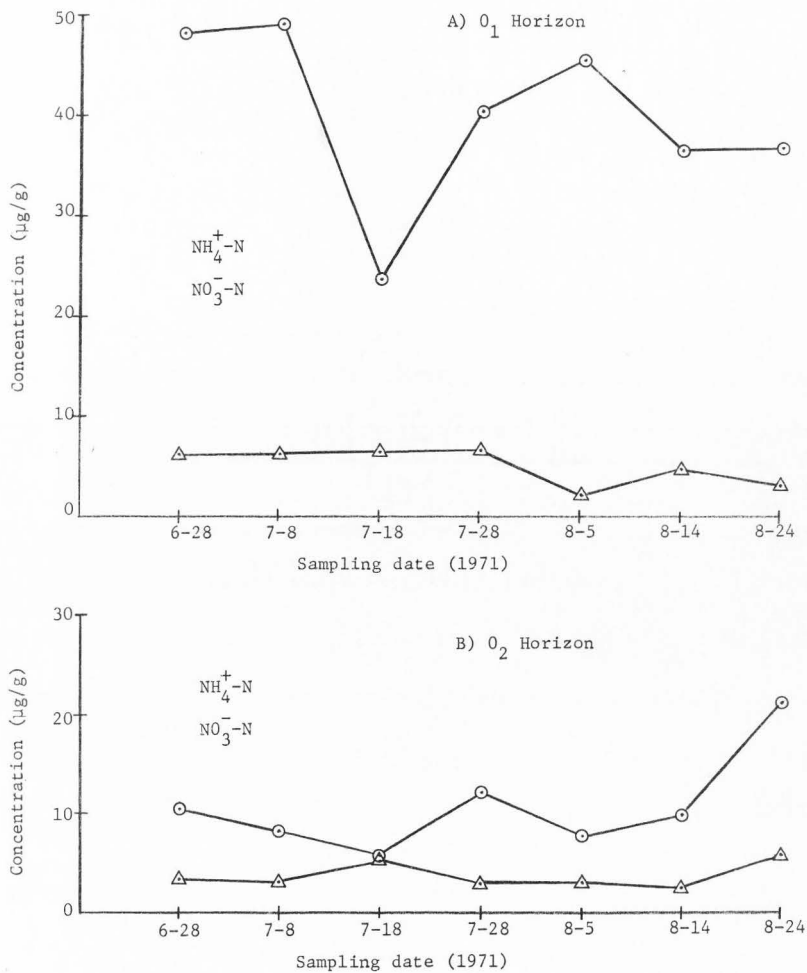 A) O₁ Horizon
50
40
30
20
10
0
Concentration (μg/g)
NH₄⁺-N
NO₃⁻-N
6-28 7-8 7-18 7-28 8-5 8-14 8-24
Sampling date (1971)
B) O₂ Horizon
30
20
10
0
Concentration (μg/g)
NH₄⁺-N
NO₃⁻-N
6-28 7-8 7-18 7-28 8-5 8-14 8-24
Sampling date (1971)